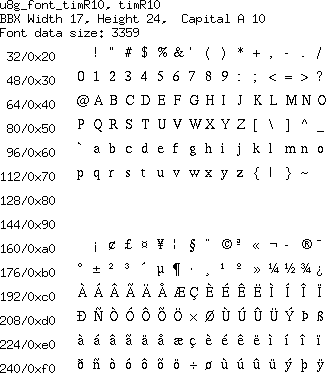 u8g_font_timR10, timR10
BBX Width 17, Height 24, Capital A 10
Font data size: 3359
32/0x20 ! " # $ % & ' ( ) * + , - . /
48/0x30 0 1 2 3 4 5 6 7 8 9 : ; < = > ?
64/0x40 @ A B C D E F G H I J K L M N O
80/0x50 P Q R S T U V W X Y Z [ \ ] ^ _
96/0x60 ` a b c d e f g h i j k l m n o
112/0x70 p q r s t u v w x y z { | } ~
128/0x80
144/0x90
160/0xa0 ¡ ¢ £ ¤ ¥ ¦ § ¨ © ª « ¬ - ® ¯
176/0xb0 ° ± ² ³ ´ µ ¶ · ¸ ¹ º » ¼ ½ ¾ ¿
192/0xc0 À Á Â Ã Ä Å Æ Ç È É Ê Ë Ì Í Î Ï
208/0xd0 Ð Ñ Ò Ó Ô Õ Ö × Ø Ù Ú Û Ü Ý Þ ß
224/0xe0 à á â ã ä å æ ç è é ê ë ì í î ï
240/0xf0 ð ñ ò ó ô õ ö ÷ ø ù ú û ü ý þ ÿ